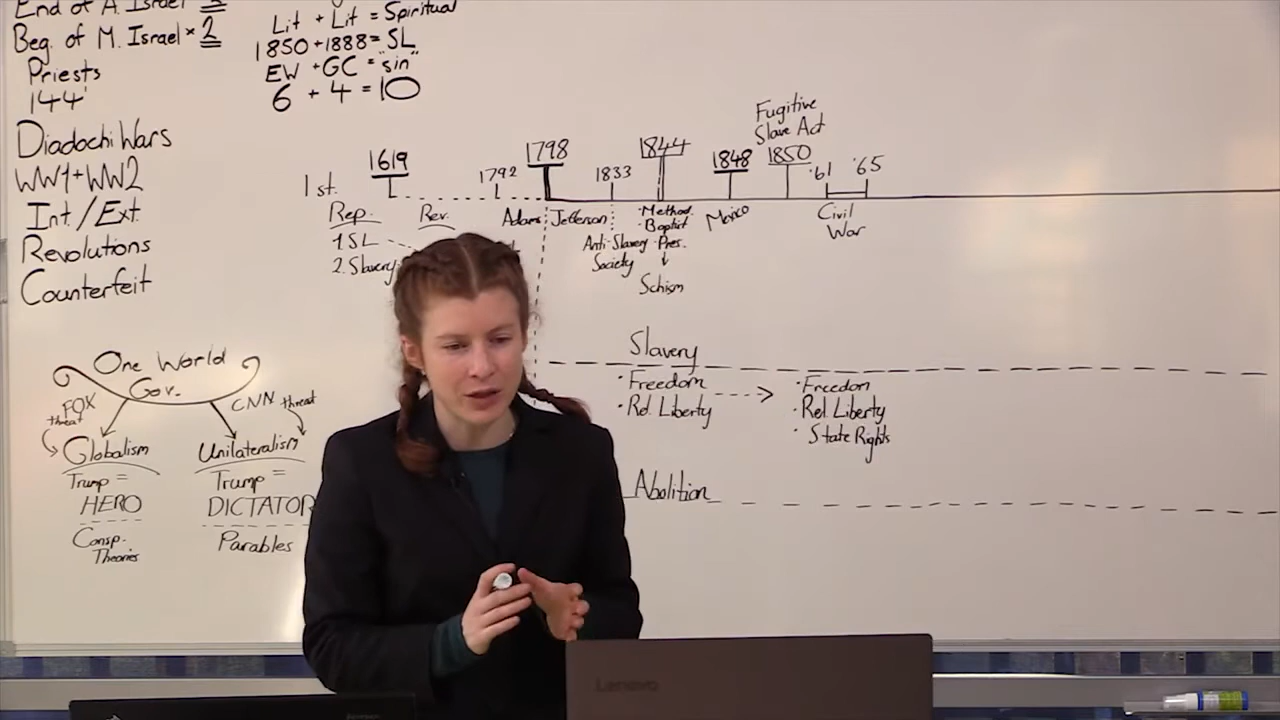 End of A. Israel
Beg. of M. Israel × 2
Priests
144'
Diadochi Wars
WW1+WW2
Int./Ext.
Revolutions
Counterfeit
Lit + Lit = Spiritual
1850+1888= SL
EW + GC = "sin"
6 + 4 = 10
1st.
1619
1792
1798
1833
1844
1848
Fugitive
Slave Act
1850
'61
'65
Rep.
Rev.
Adams
Jefferson
1. SL
2. Slavery
Anti-Slavery
Society
· Method.
· Baptist
· Pres.
↓
Schism
Mexico
Civil
War
One World
Gov.
FOX
threat
CNN threat
Globalism
Unilateralism
Trump =
HERO
Trump =
DICTATOR
Consp.
Theories
Parables
Slavery
· Freedom
· Rel. Liberty
· Freedom
· Rel. Liberty
· State Rights
Abolition
Lenovo